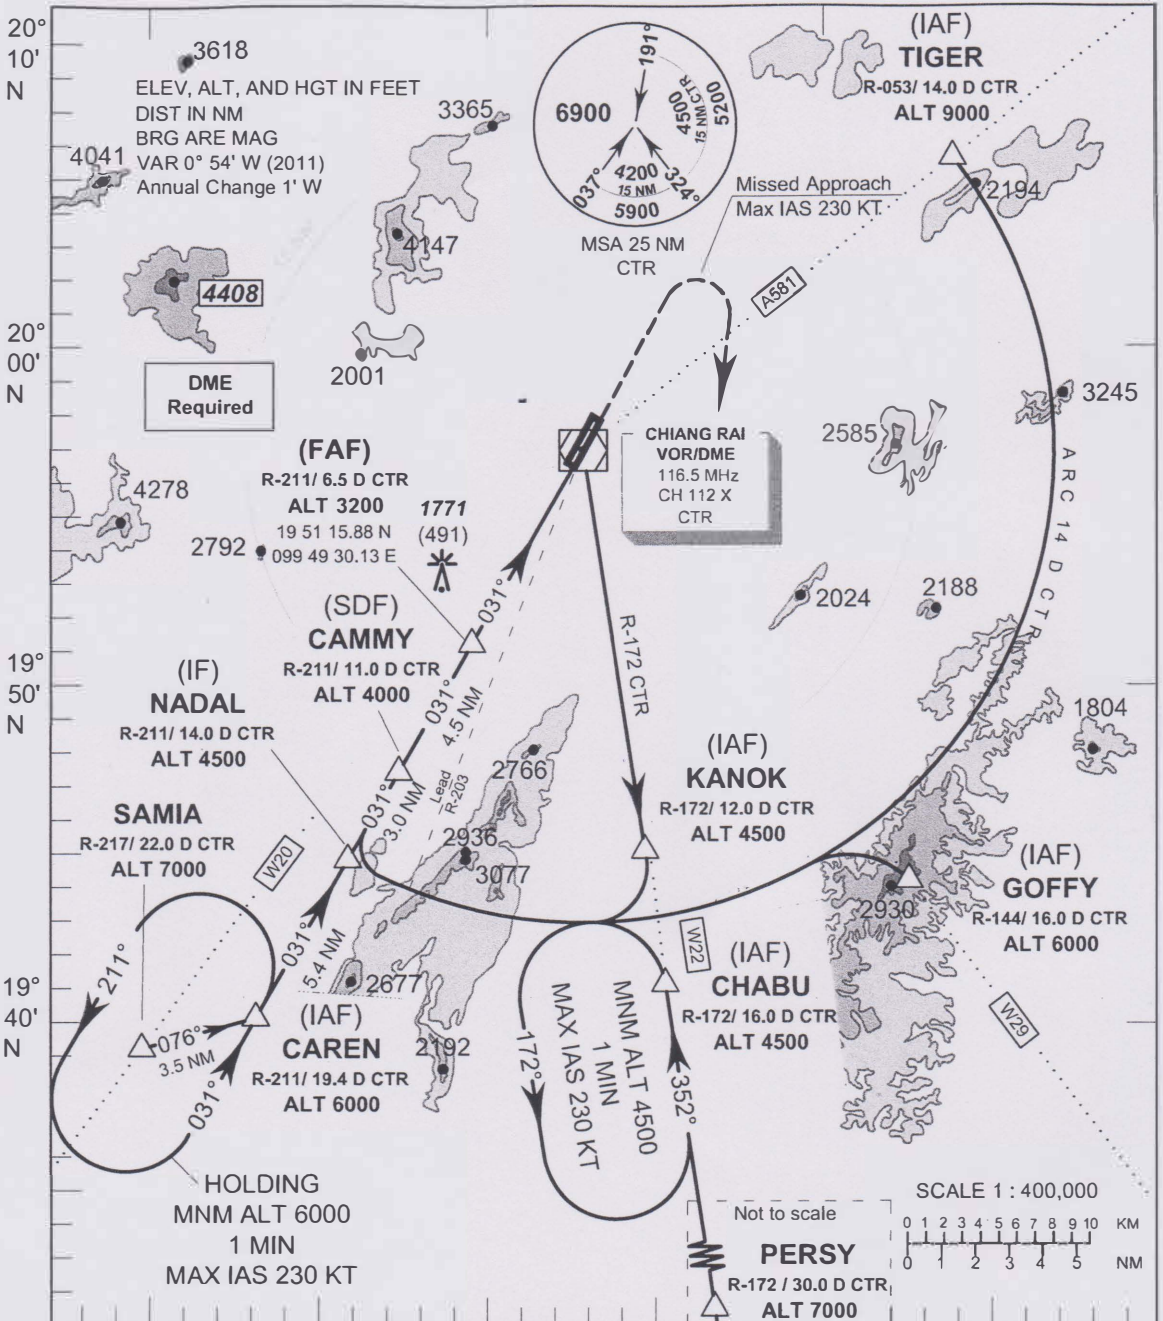 20°
10'
N
3618
ELEV, ALT, AND HGT IN FEET
DIST IN NM
BRG ARE MAG
VAR 0° 54' W (2011)
Annual Change 1' W
4041
3365
4147
4408
2001
DME
Required
6900
191°
4500
15 NM CTR
5200
037°
4200
15 NM
324°
5900
MSA 25 NM
CTR
Missed Approach
Max IAS 230 KT
A581
(IAF)
TIGER
R-053/ 14.0 D CTR
ALT 9000
2194
20°
00'
N
3245
ARC 14 D CTR
2585
CHIANG RAI
VOR/DME
116.5 MHz
CH 112 X
CTR
(FAF)
R-211/ 6.5 D CTR
ALT 3200
19 51 15.88 N
099 49 30.13 E
1771
(491)
4278
2792
031°
2024
2188
R-172 CTR
(SDF)
CAMMY
R-211/ 11.0 D CTR
ALT 4000
19°
50'
N
(IF)
NADAL
R-211/ 14.0 D CTR
ALT 4500
031°
4.5 NM
Lead
R-203
1804
2766
(IAF)
KANOK
R-172/ 12.0 D CTR
ALT 4500
SAMIA
R-217/ 22.0 D CTR
ALT 7000
031°
3.0 NM
W20
2936
3077
2930
(IAF)
GOFFY
R-144/ 16.0 D CTR
ALT 6000
W22
(IAF)
CHABU
R-172/ 16.0 D CTR
ALT 4500
211°
031°
5.4 NM
2677
19°
40'
N
076°
3.5 NM
(IAF)
CAREN
R-211/ 19.4 D CTR
ALT 6000
2192
031°
172°
MNM ALT 4500
1 MIN
MAX IAS 230 KT
352°
W29
HOLDING
MNM ALT 6000
1 MIN
MAX IAS 230 KT
Not to scale
PERSY
R-172 / 30.0 D CTR
ALT 7000
SCALE 1 : 400,000
0 1 2 3 4 5 6 7 8 9 10 KM
0 1 2 3 4 5 NM